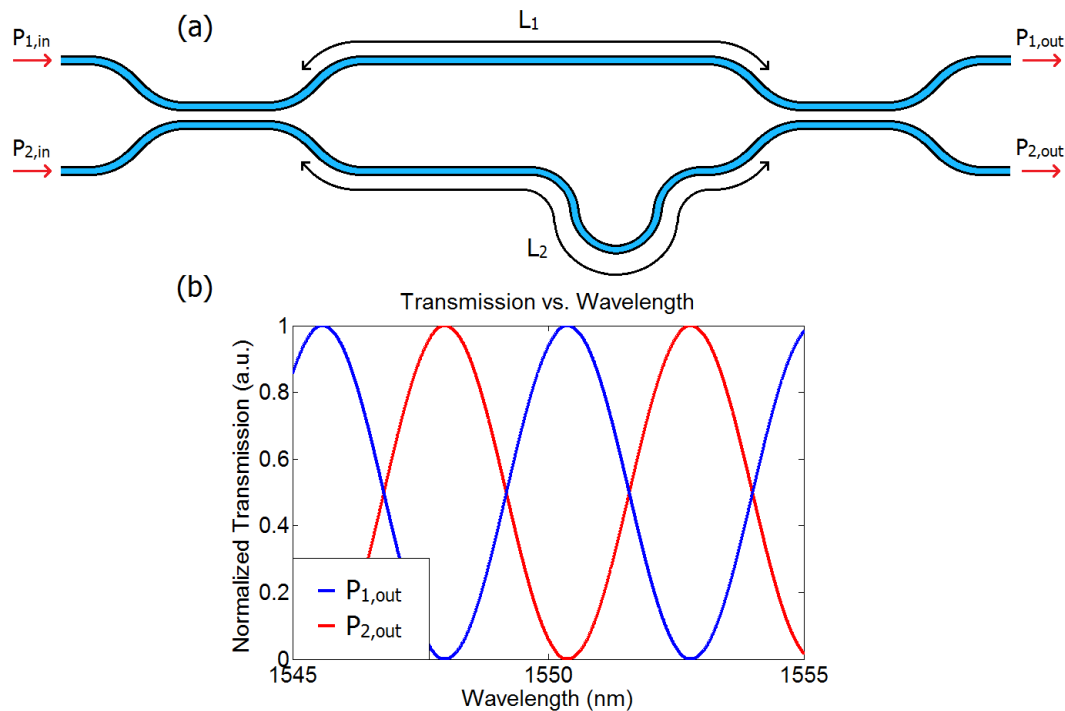 (a)
L1
P1,in
P1,out
P2,in
P2,out
L2
(b)
Transmission vs. Wavelength
Normalized Transmission (a.u.)
1
0.8
0.6
0.4
0.2
0
P1,out
P2,out
1545
1550
1555
Wavelength (nm)